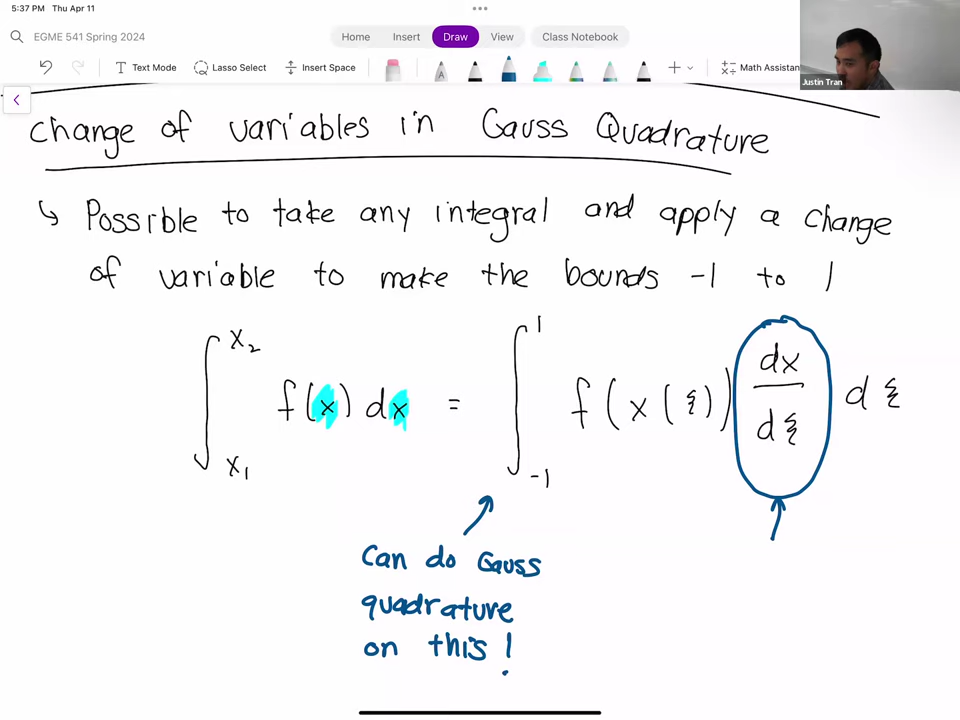 5:37 PM Thu Apr 11
EGME 541 Spring 2024
Home Insert Draw View Class Notebook
Text Mode Lasso Select Insert Space A Math Assistan
Justin Tran
Change of variables in Gauss Quadrature
↳ Possible to take any integral and apply a change
of variable to make the bounds -1 to 1
∫_{x₁}^{x₂} f(x) dx = ∫_{-1}^{1} f(x(ξ)) dx/dξ dξ
Can do Gauss
quadrature
on this!